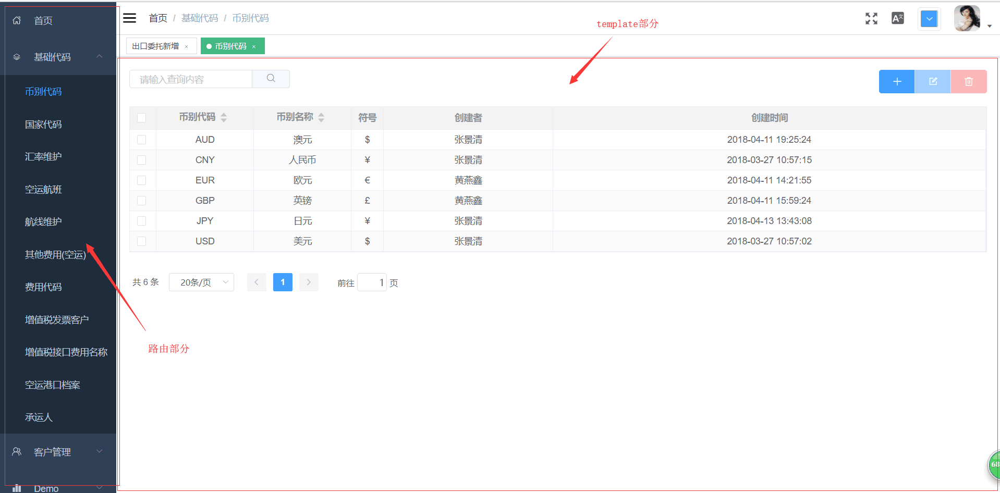 首页
基础代码
币别代码
国家代码
汇率维护
空运航班
航线维护
其他费用(空运)
费用代码
增值税发票客户
增值税接口费用名称
空运港口档案
承运人
客户管理
Demo
首页 / 基础代码 / 币别代码
出口委托新增 × 币别代码 ×
template部分
请输入查询内容
币别代码 币别名称 符号 创建者 创建时间
AUD 澳元 $ 张景清 2018-04-11 19:25:24
CNY 人民币 ¥ 张景清 2018-03-27 10:57:15
EUR 欧元 € 黄燕鑫 2018-04-11 14:21:55
GBP 英镑 £ 黄燕鑫 2018-04-11 15:59:24
JPY 日元 ¥ 张景清 2018-04-13 13:43:08
USD 美元 $ 张景清 2018-03-27 10:57:02
共 6 条 20条/页 1 前往 1 页
路由部分
68